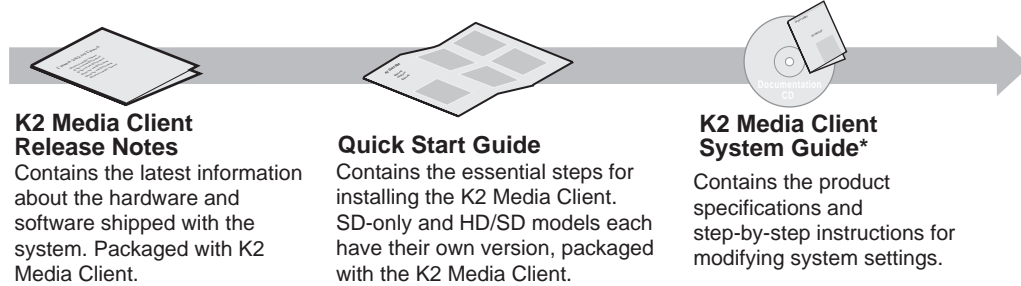 K2 Media Client
Release Notes
Contains the latest information
about the hardware and
software shipped with the
system. Packaged with K2
Media Client.
Quick Start Guide
Contains the essential steps for
installing the K2 Media Client.
SD-only and HD/SD models each
have their own version, packaged
with the K2 Media Client.
Documentation
CD
K2 Media Client
System Guide*
Contains the product
specifications and
step-by-step instructions for
modifying system settings.